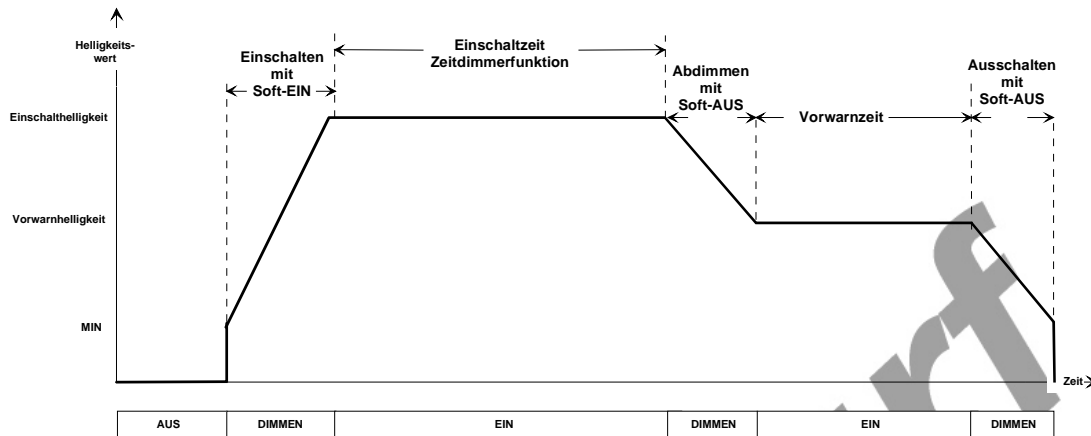 Helligkeits-
wert
Einschalten
mit
Soft-EIN
Einschaltzeit
Zeitdimmerfunktion
Abdimmen
mit
Soft-AUS
Vorwarnzeit
Ausschalten
mit
Soft-AUS
Einschalthelligkeit
Vorwarnhelligkeit
MIN
Zeit
AUS
DIMMEN
EIN
DIMMEN
EIN
DIMMEN